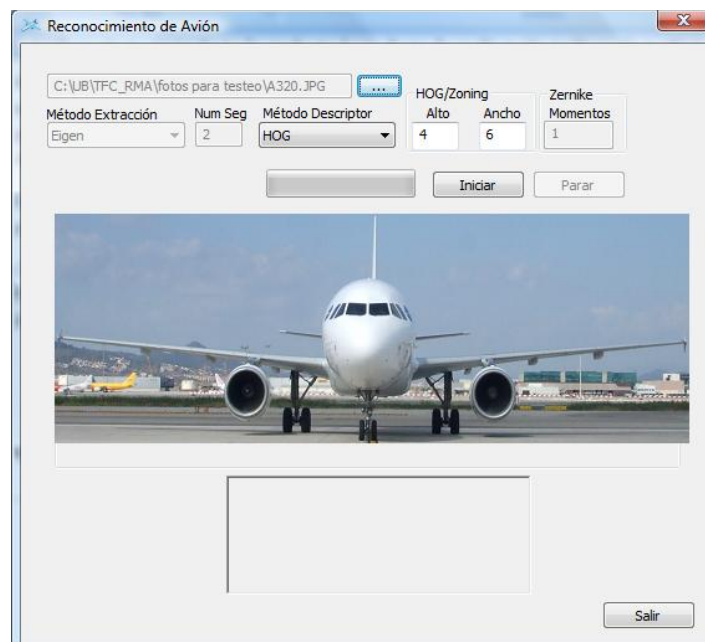 Reconocimiento de Avión
C:\UB\TFC_RMA\fotos para testeo\A320.JPG
...
HOG/Zoning
Zernike
Método Extracción
Num Seg
Método Descriptor
Alto
Ancho
Momentos
Eigen
2
HOG
4
6
1
Iniciar
Parar
Salir